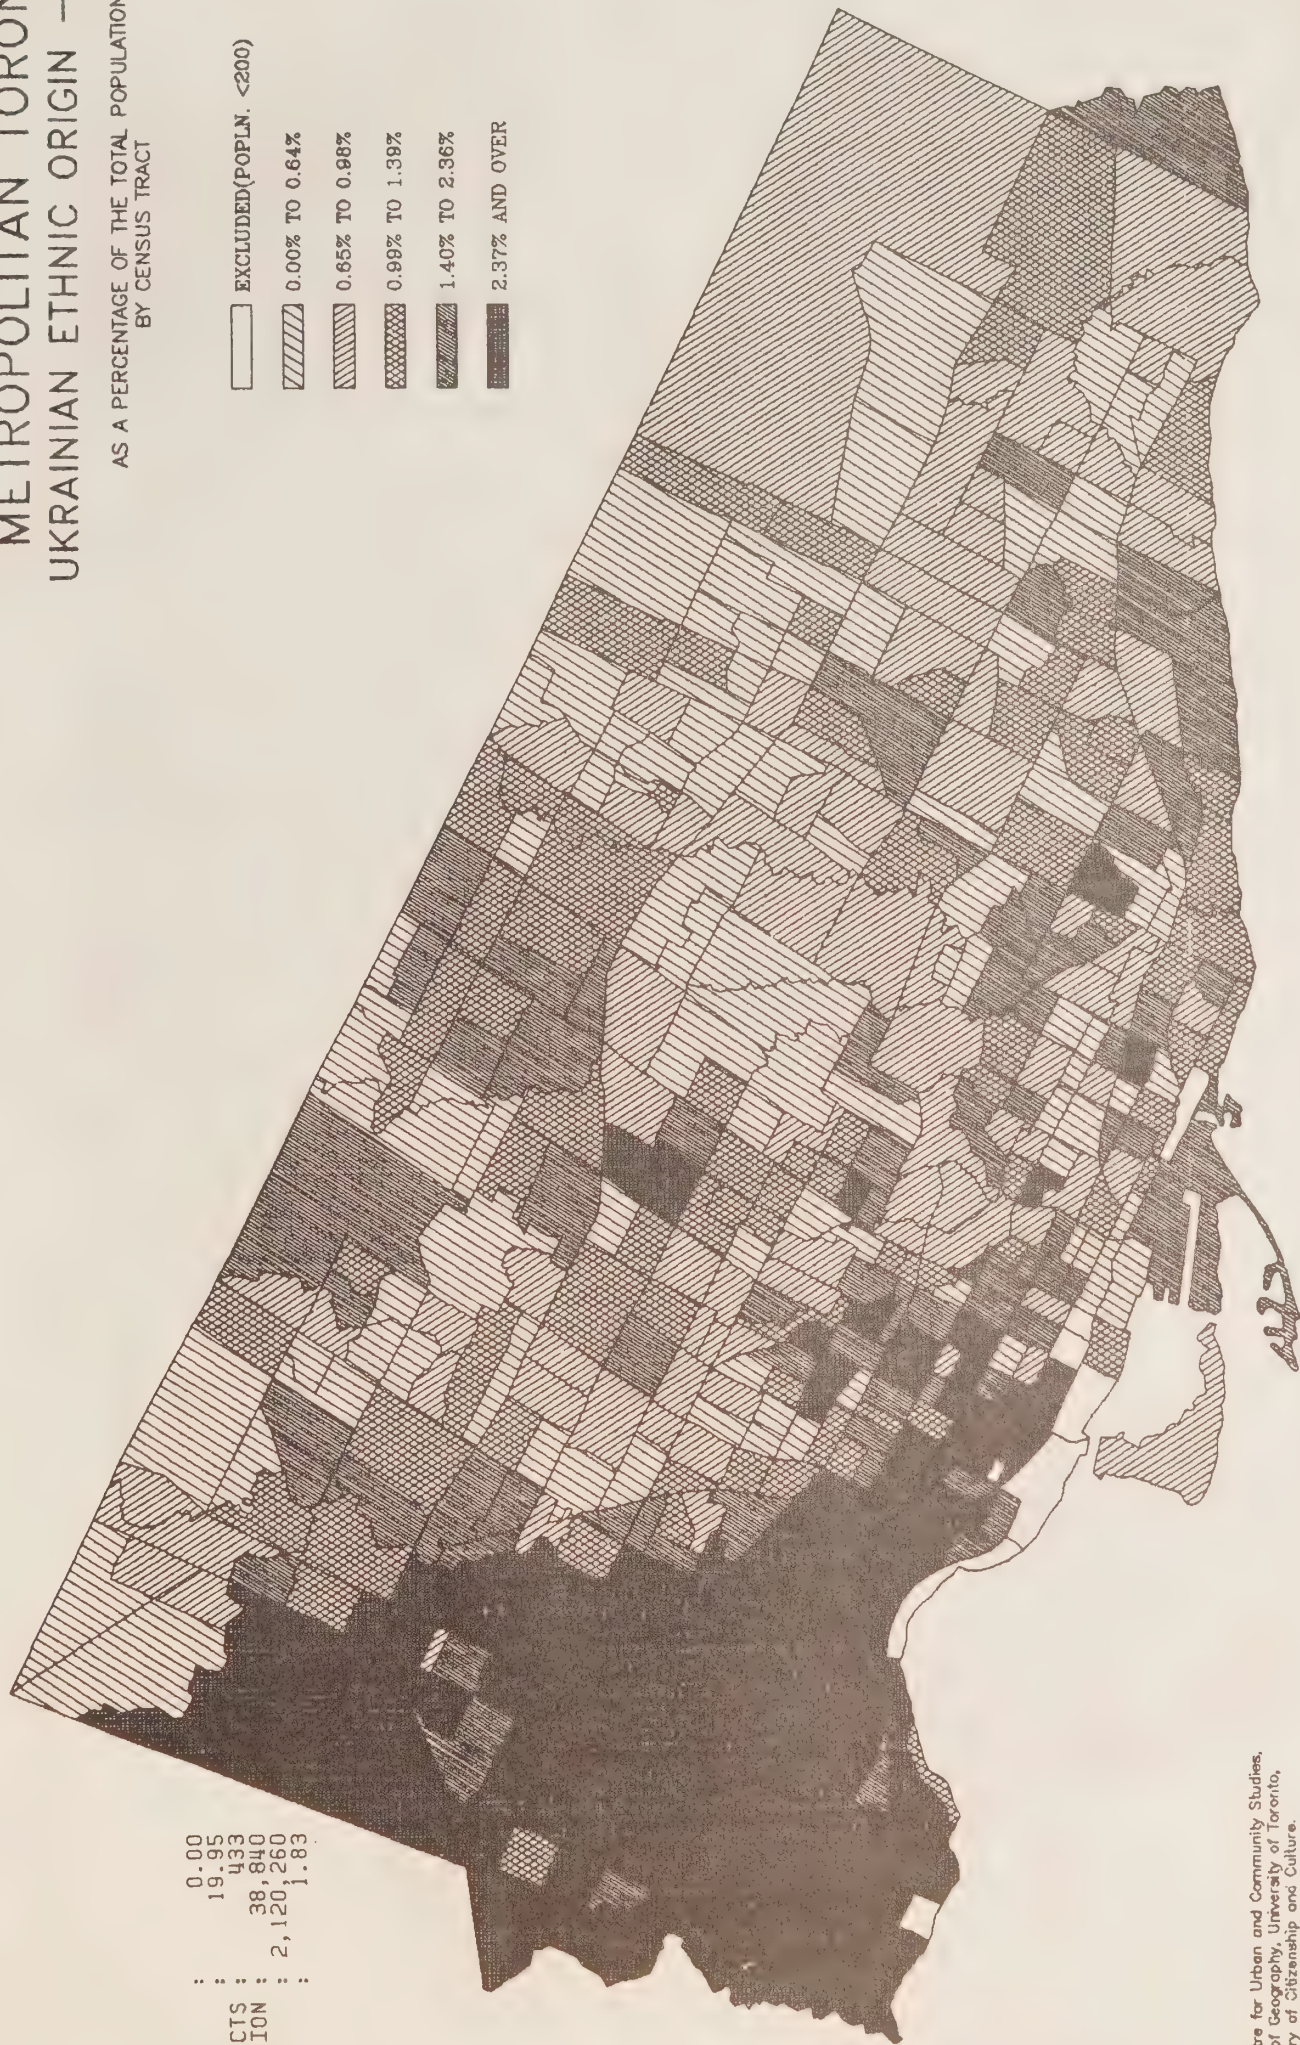 METROPOLITAN
UKRAINIAN ETHNIC ORIGIN –
AS A PERCENTAGE OF THE TOTAL POPULATION
BY CENSUS TRACT
EXCLUDED(POPLN. <200)
0.00% TO 0.64%
0.65% TO 0.98%
0.99% TO 1.39%
1.40% TO 2.36%
2.37% AND OVER
: 0.00
: 19.95
CTS : 433
ION : 38,840
: 2,120,260
: 1.83
re for Urban and Community Studies,
of Geography, University of Toronto,
ry of Citizenship and Culture.